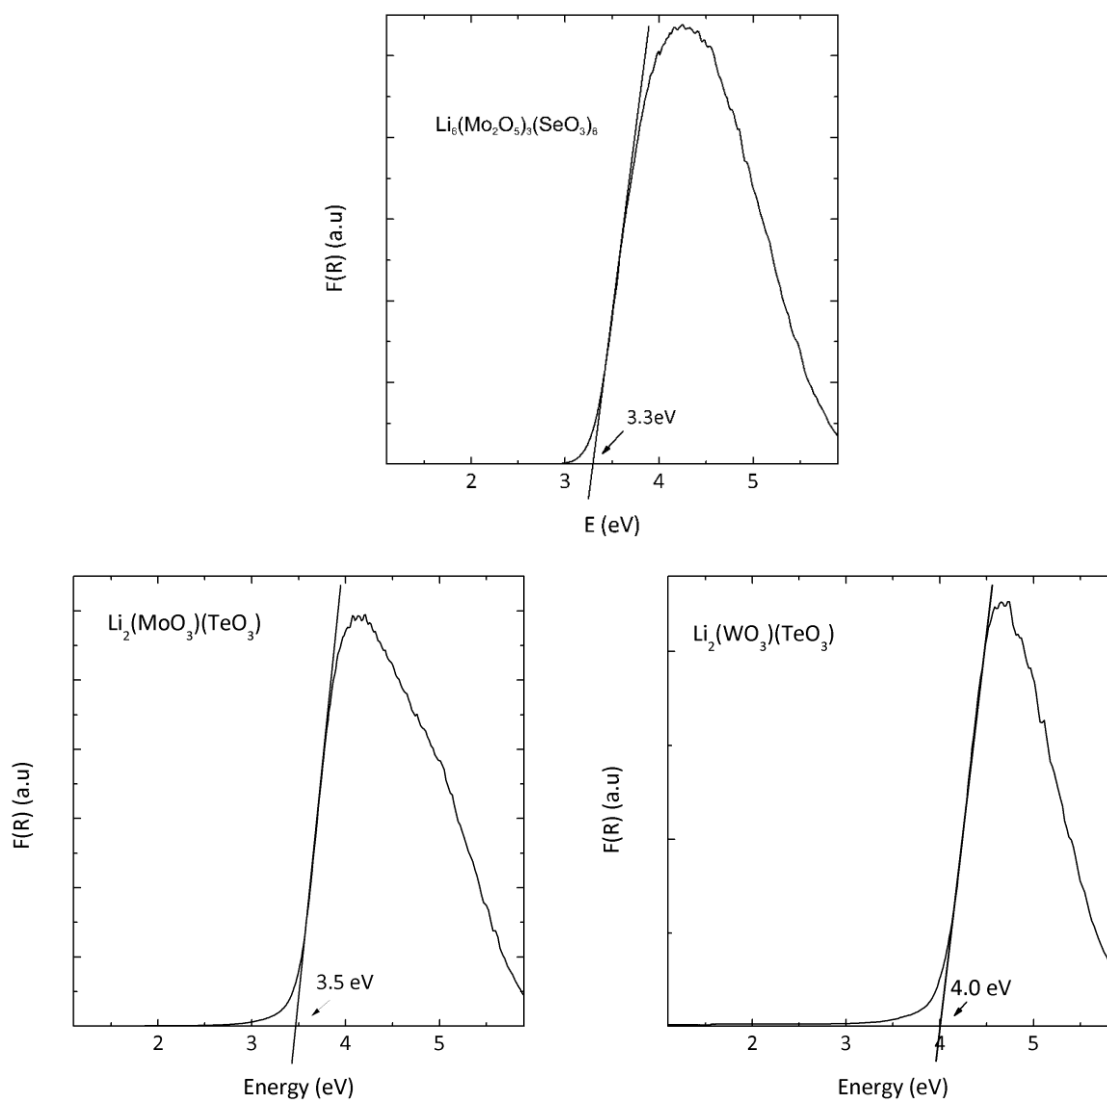 Li₆(Mo₂O₅)₃(SeO₃)₆
F(R) (a.u)
3.3eV
2 3 4 5
E (eV)
Li₂(MoO₃)(TeO₃)
F(R) (a.u)
3.5 eV
2 3 4 5
Energy (eV)
Li₂(WO₃)(TeO₃)
F(R) (a.u)
4.0 eV
2 3 4 5
Energy (eV)